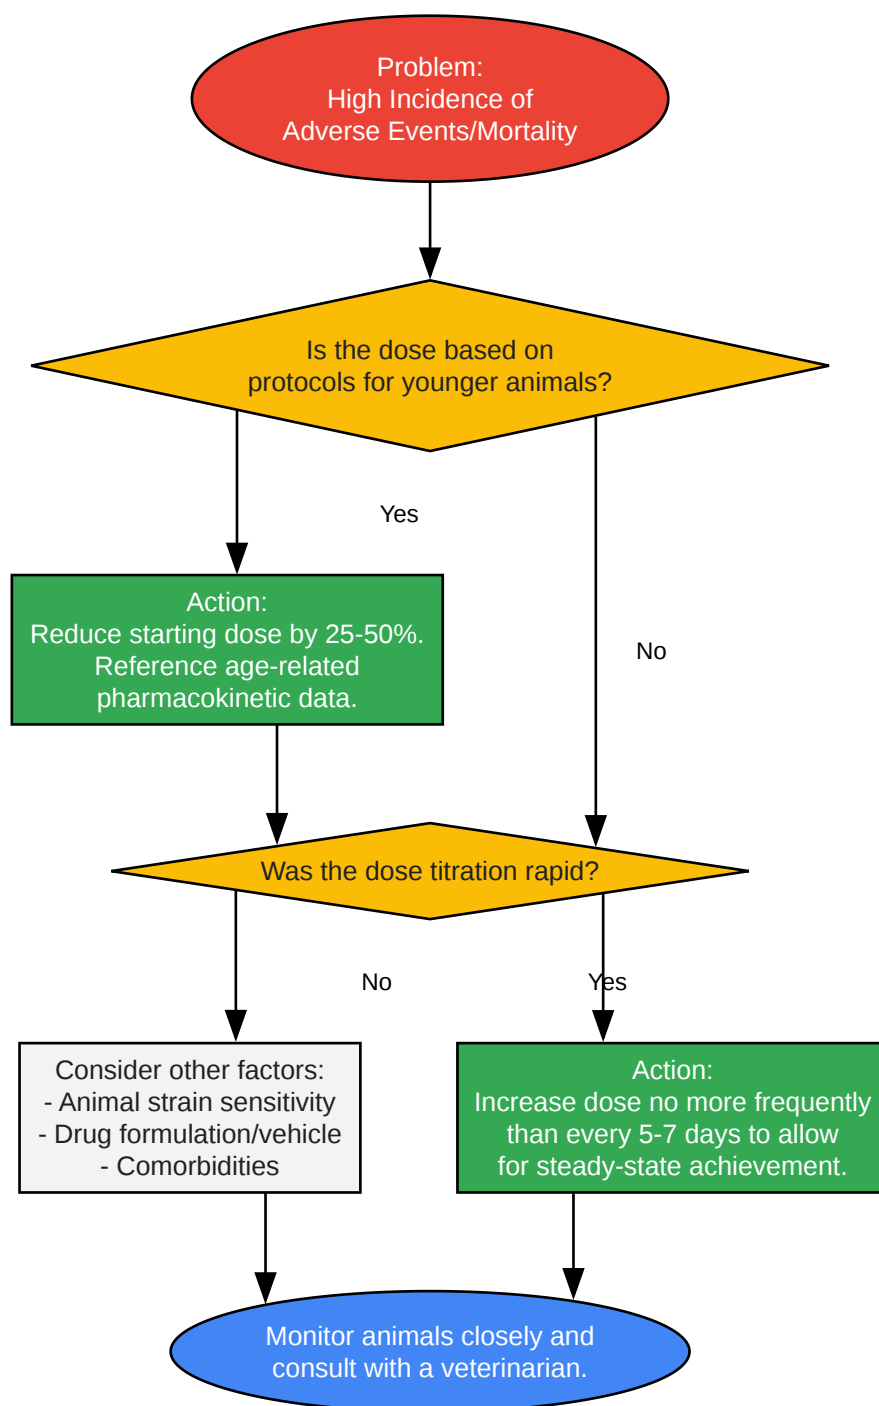 Problem:
High Incidence of
Adverse Events/Mortality
Is the dose based on
protocols for younger animals?
Yes
Action:
Reduce starting dose by 25-50%.
Reference age-related
pharmacokinetic data.
No
Was the dose titration rapid?
No
Yes
Consider other factors:
- Animal strain sensitivity
- Drug formulation/vehicle
- Comorbidities
Action:
Increase dose no more frequently
than every 5-7 days to allow
for steady-state achievement.
Monitor animals closely and
consult with a veterinarian.